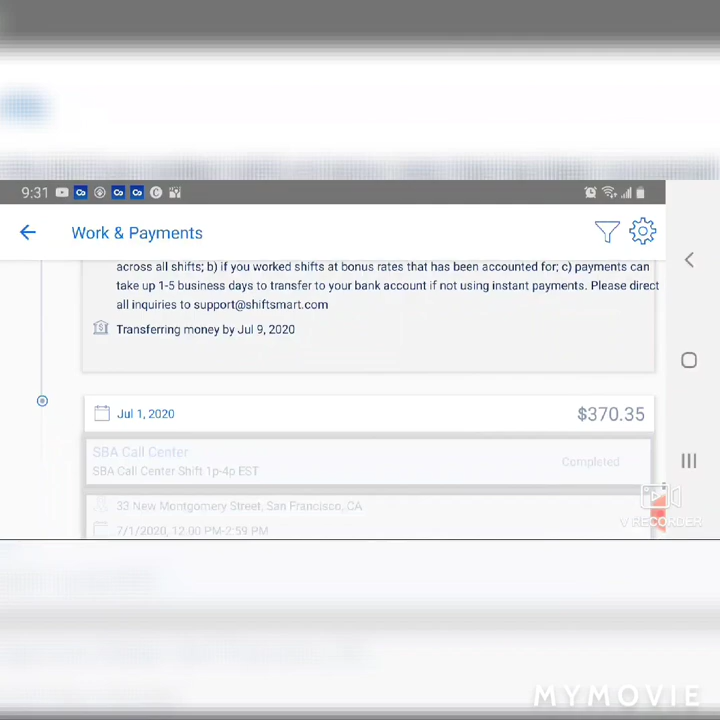 9:31
Work & Payments
across all shifts; b) if you worked shifts at bonus rates that has been accounted for; c) payments can
take up 1-5 business days to transfer to your bank account if not using instant payments. Please direct
all inquiries to support@shiftsmart.com
Transferring money by Jul 9, 2020
Jul 1, 2020 $370.35
SBA Call Center
SBA Call Center Shift 1p-4p EST
Completed
33 New Montgomery Street, San Francisco, CA
7/1/2020, 12:00 PM-2:59 PM
V RECORDER
MYMOVIE